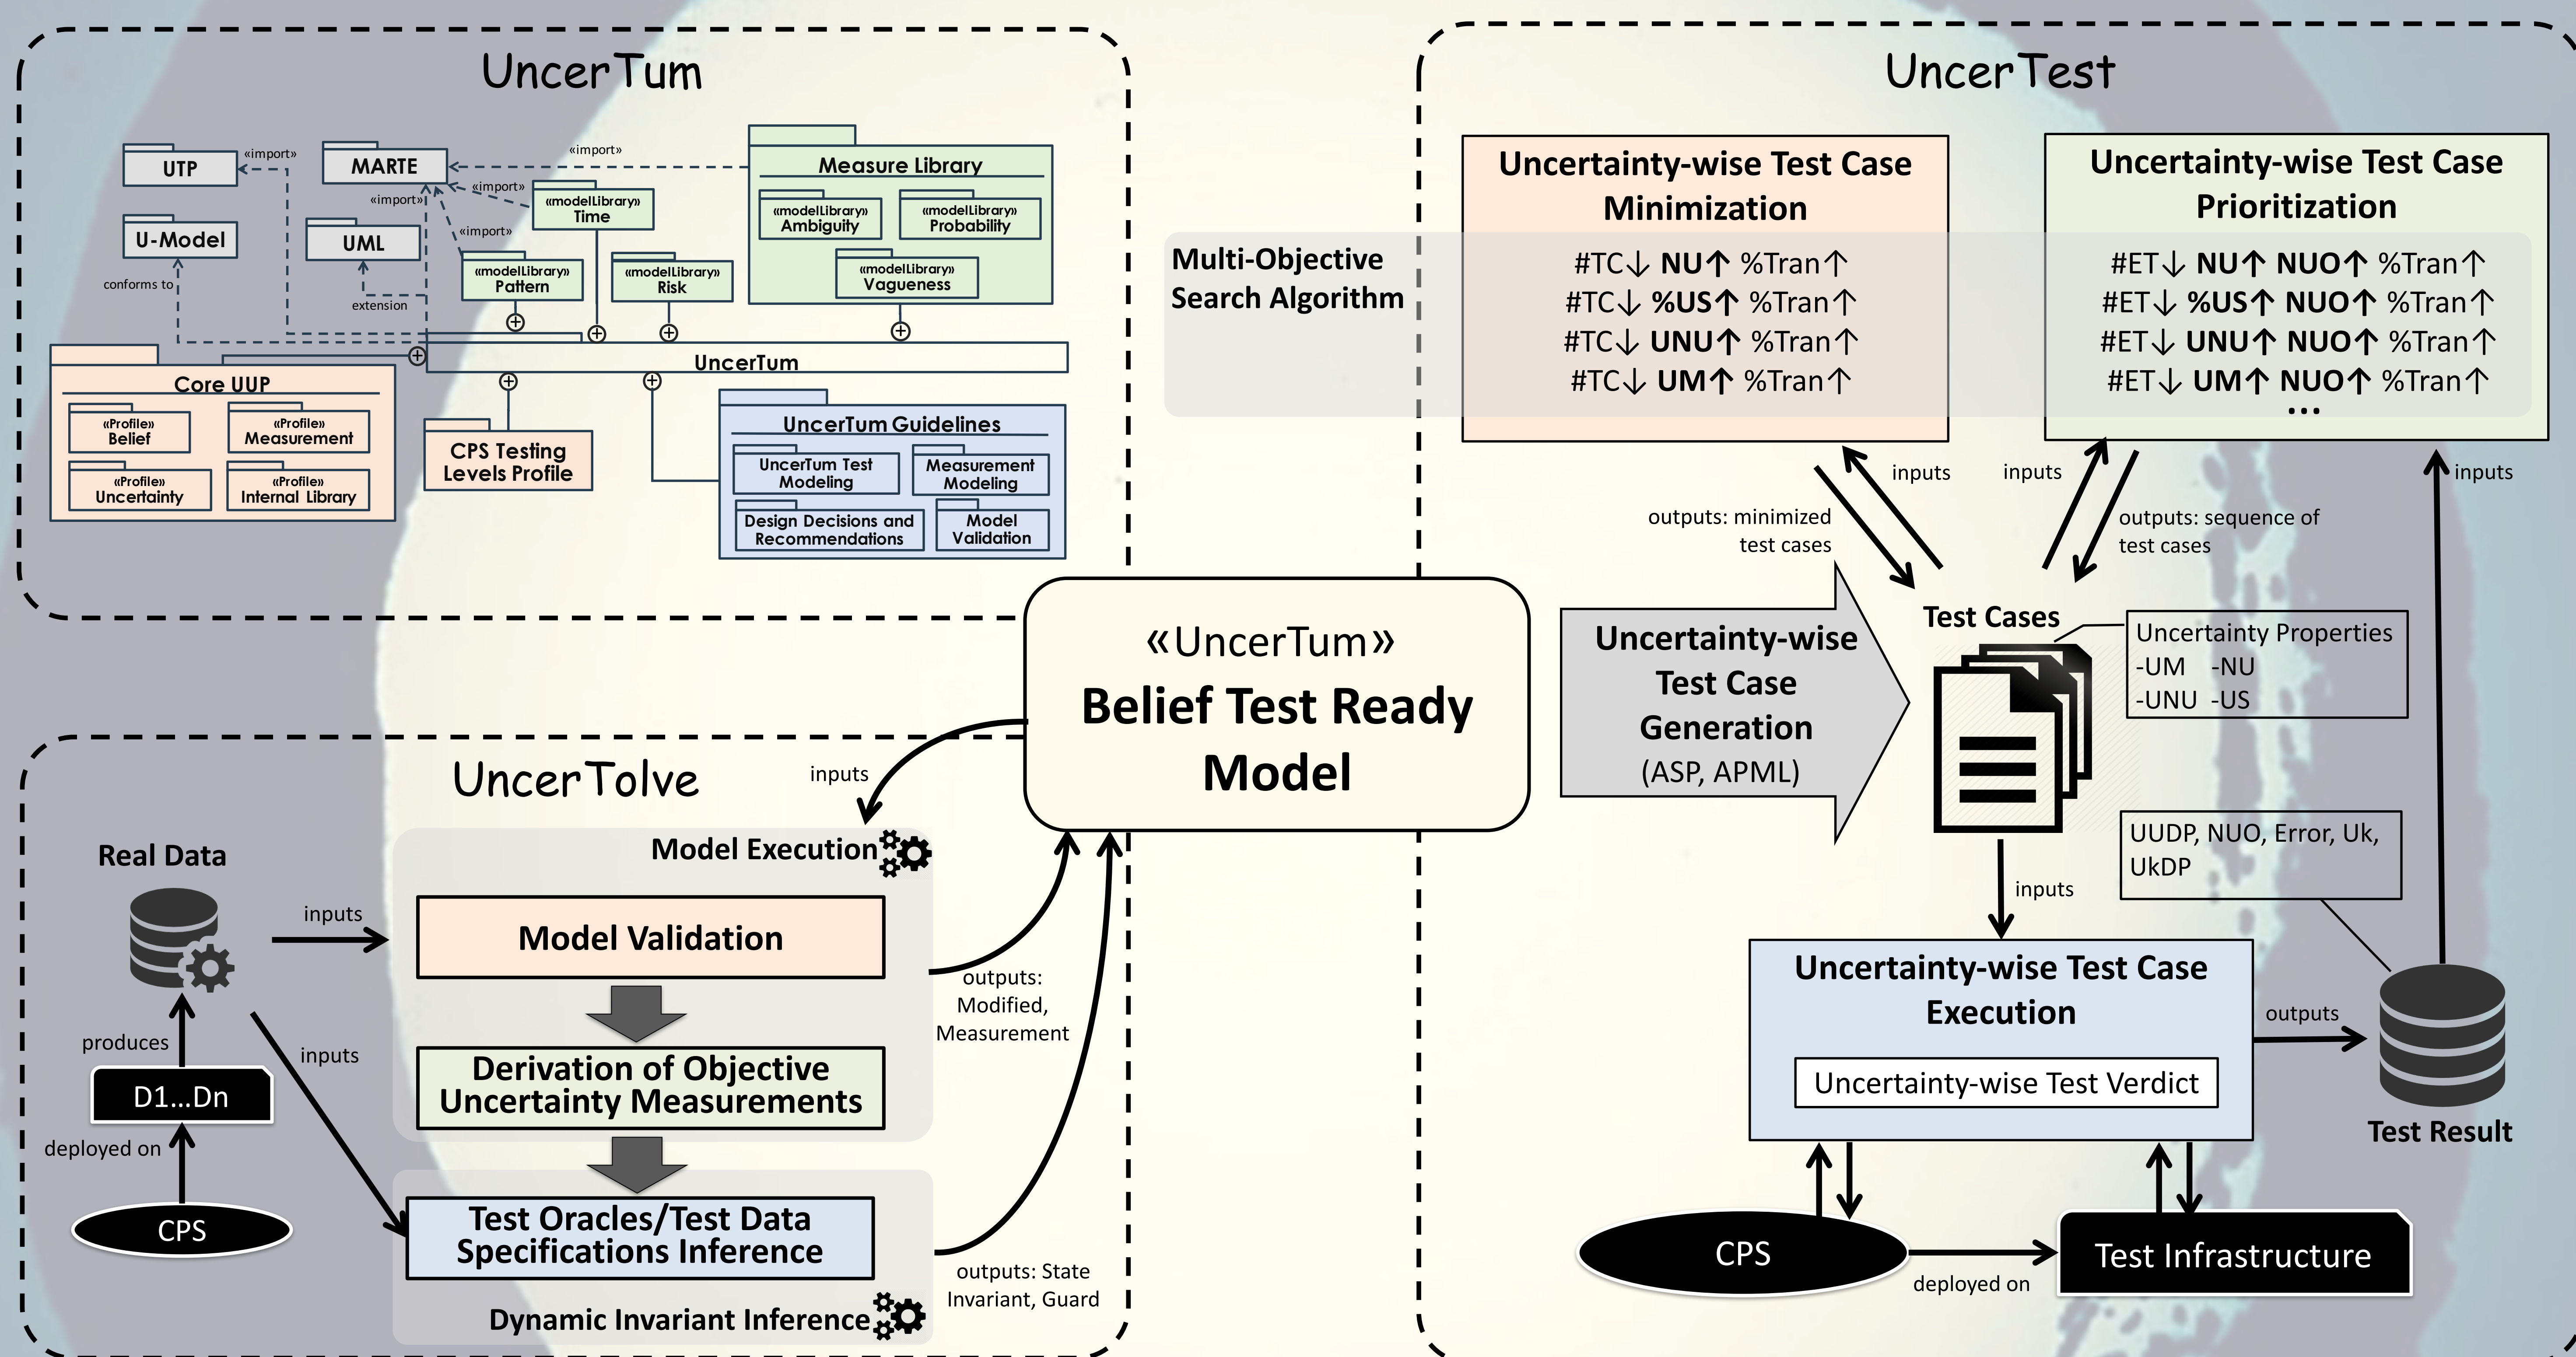 UncerTum
UTP
«import»
MARTE
«import»
Measure Library
«modelLibrary»
Ambiguity
«modelLibrary»
Probability
«modelLibrary»
Vagueness
«import»
«modelLibrary»
Time
«import»
U-Model
UML
«import»
«modelLibrary»
Pattern
«modelLibrary»
Risk
conforms to
extension
UncerTum
Core UUP
«Profile»
Belief
«Profile»
Measurement
«Profile»
Uncertainty
«Profile»
Internal Library
CPS Testing
Levels Profile
UncerTum Guidelines
UncerTum Test
Modeling
Measurement
Modeling
Design Decisions and
Recommendations
Model
Validation
«UncerTum»
Belief Test Ready
Model
UncerTolve
inputs
Real Data
inputs
produces
D1...Dn
deployed on
CPS
inputs
Model Execution
Model Validation
Derivation of Objective
Uncertainty Measurements
Test Oracles/Test Data
Specifications Inference
Dynamic Invariant Inference
outputs:
Modified,
Measurement
outputs: State
Invariant, Guard
UncerTest
Multi-Objective
Search Algorithm
Uncertainty-wise Test Case
Minimization
#TC↓ NU↑ %Tran↑
#TC↓ %US↑ %Tran↑
#TC↓ UNU↑ %Tran↑
#TC↓ UM↑ %Tran↑
Uncertainty-wise Test Case
Prioritization
#ET↓ NU↑ NUO↑ %Tran↑
#ET↓ %US↑ NUO↑ %Tran↑
#ET↓ UNU↑ NUO↑ %Tran↑
#ET↓ UM↑ NUO↑ %Tran↑
...
inputs
inputs
inputs
outputs: minimized
test cases
outputs: sequence of
test cases
Uncertainty-wise
Test Case
Generation
(ASP, APML)
Test Cases
Uncertainty Properties
-UM -NU
-UNU -US
UUDP, NUO, Error, Uk,
UkDP
inputs
Uncertainty-wise Test Case
Execution
Uncertainty-wise Test Verdict
outputs
Test Result
CPS
deployed on
Test Infrastructure